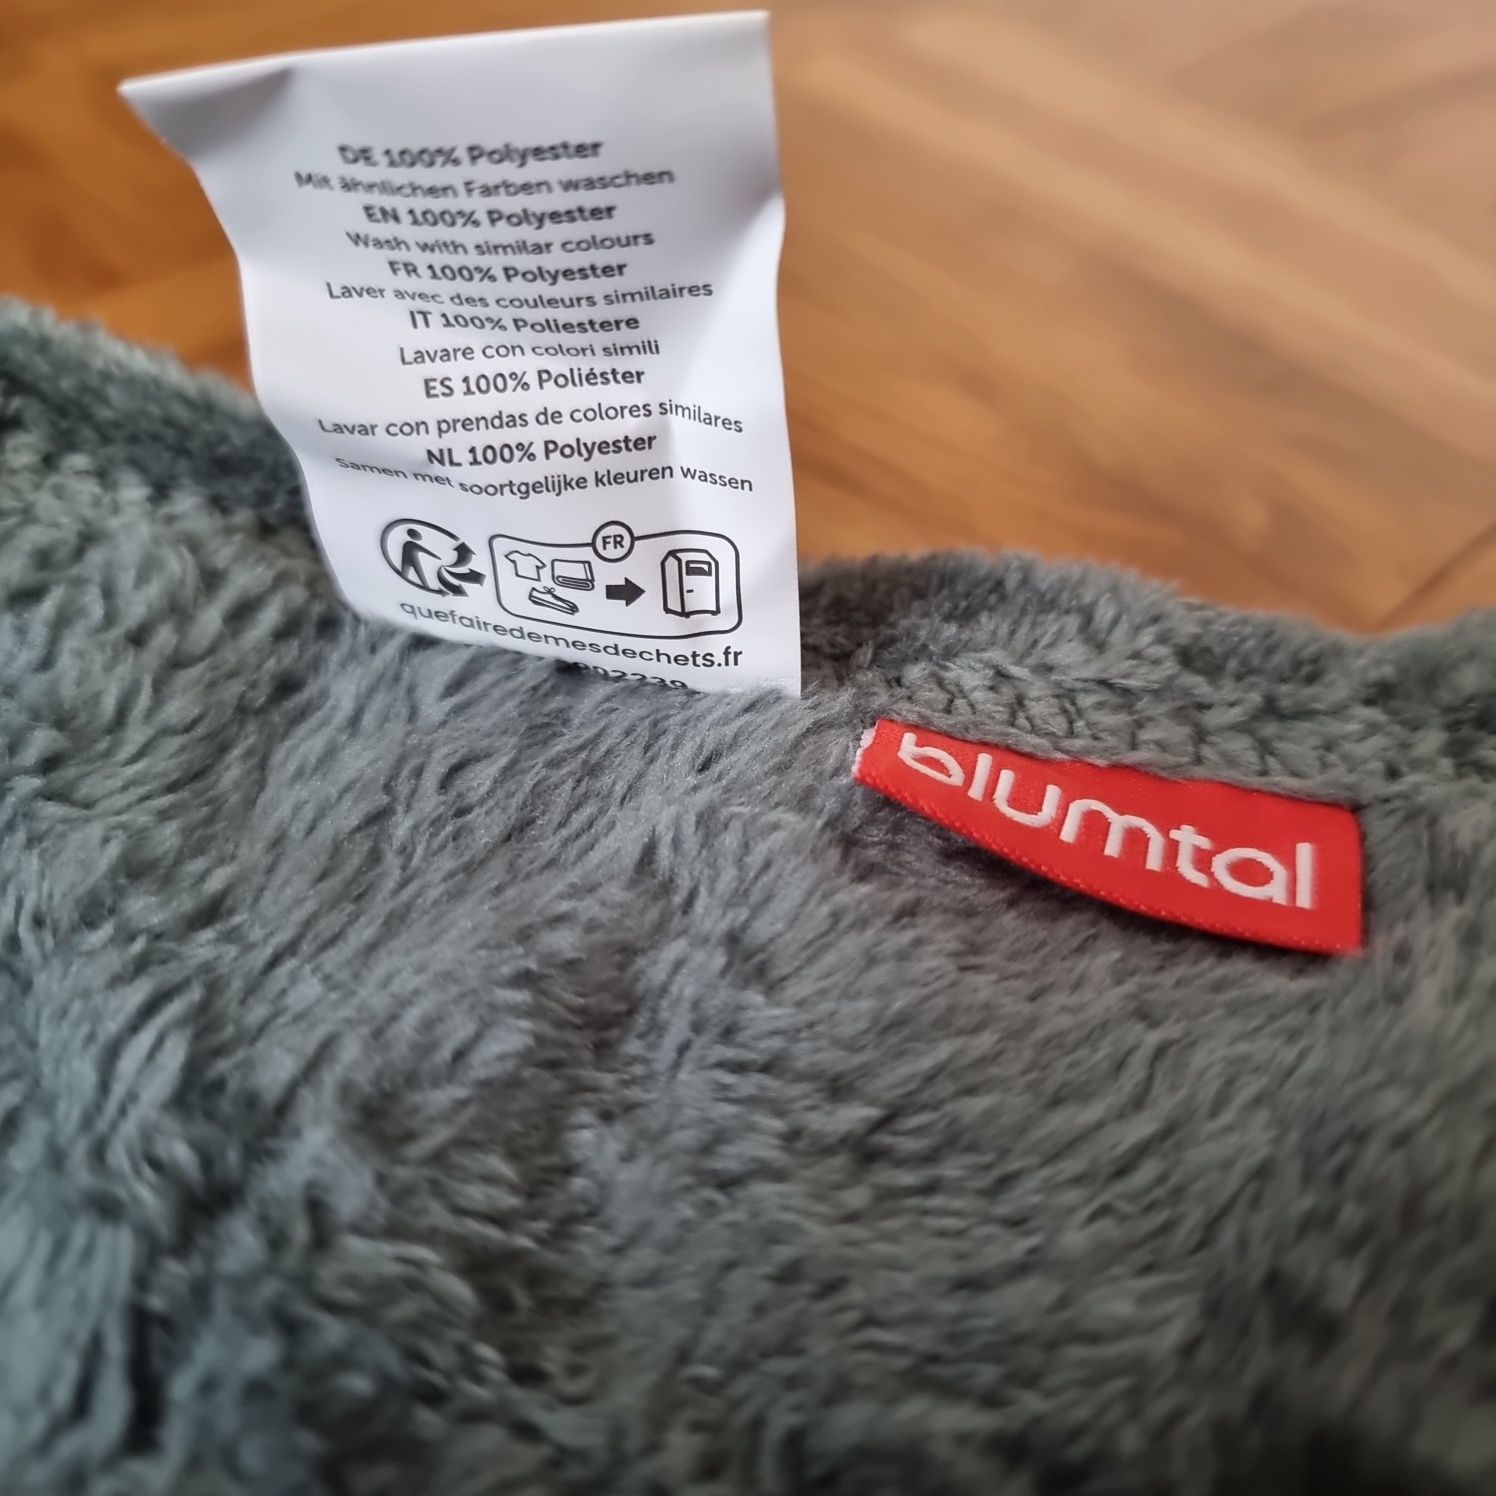 DE 100% Polyester
Mit ähnlichen Farben waschen
EN 100% Polyester
Wash with similar colours
FR 100% Polyester
Laver avec des couleurs similaires
IT 100% Poliestere
Lavare con colori simili
ES 100% Poliéster
Lavar con prendas de colores similares
NL 100% Polyester
Samen met soortgelijke kleuren wassen
FR
quefairedemesdechets.fr
blumtal